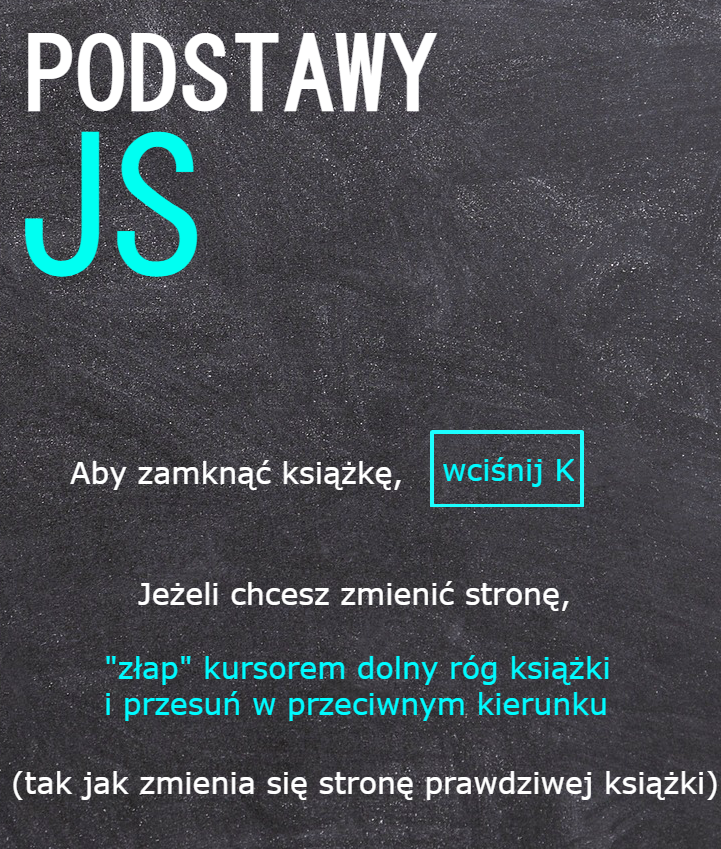 PODSTAWY
JS
Aby zamknąć książkę, wciśnij K
Jeżeli chcesz zmienić stronę,
"złap" kursorem dolny róg książki
i przesuń w przeciwnym kierunku
(tak jak zmienia się stronę prawdziwej książki)